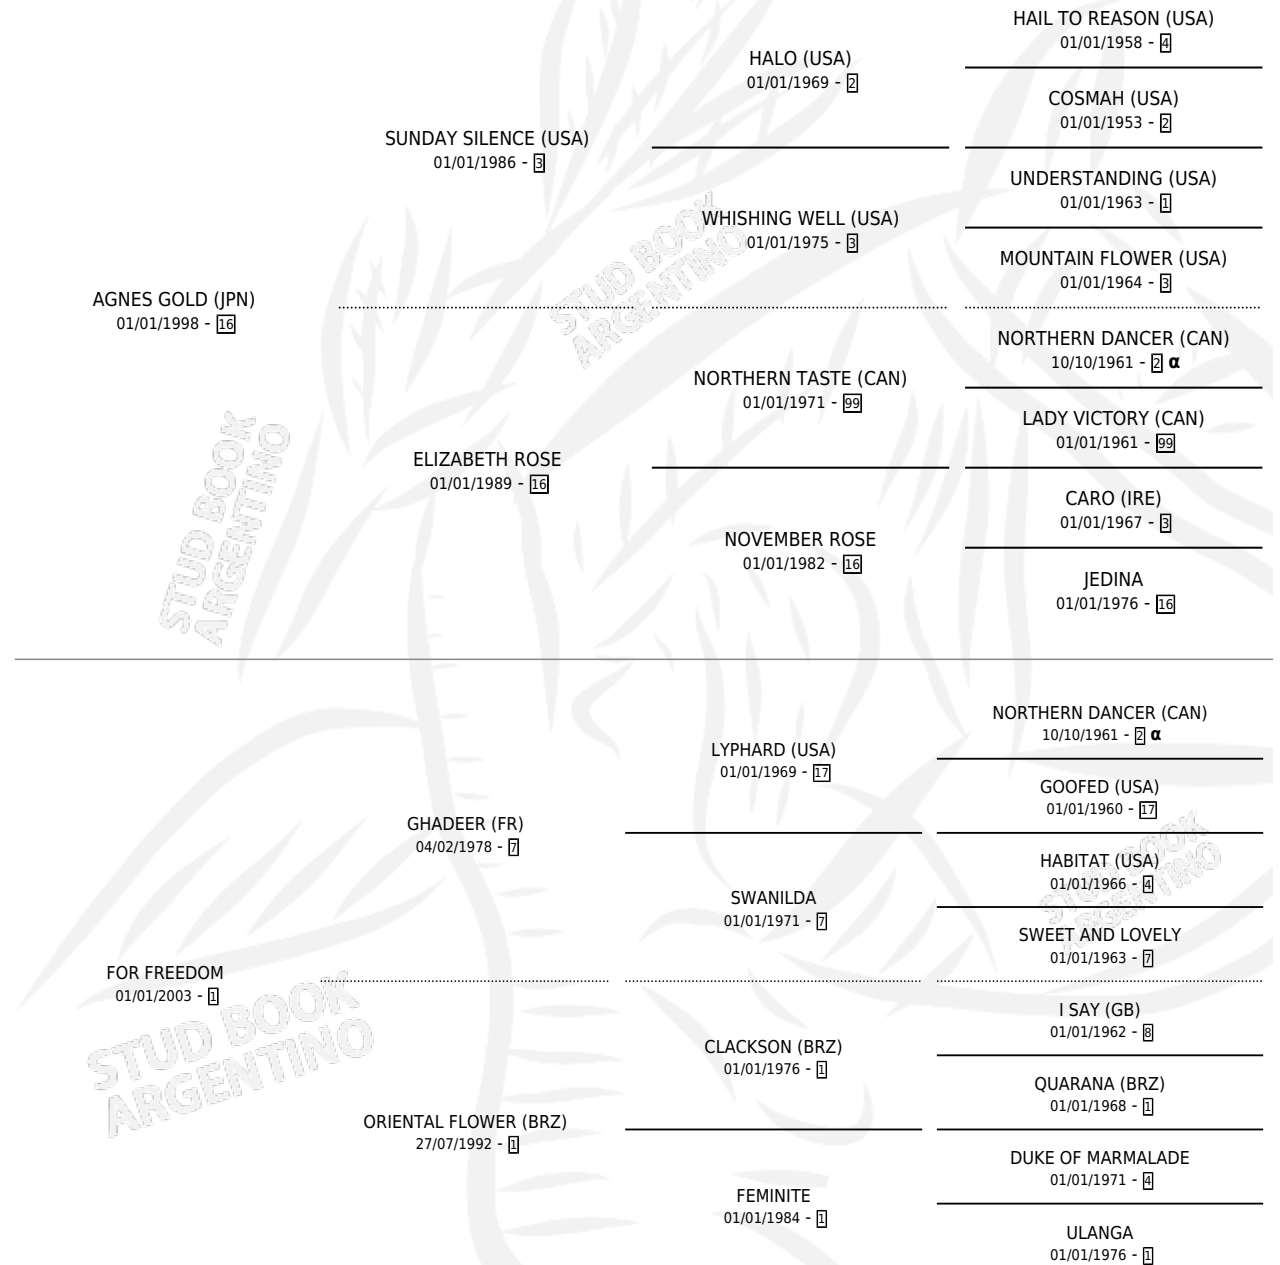 HAIL TO REASON (USA)
01/01/1958 - 4
HALO (USA)
01/01/1969 - 2
COSMAH (USA)
01/01/1953 - 2
SUNDAY SILENCE (USA)
01/01/1986 - 3
UNDERSTANDING (USA)
01/01/1963 - 1
WHISHING WELL (USA)
01/01/1975 - 3
MOUNTAIN FLOWER (USA)
01/01/1964 - 3
AGNES GOLD (JPN)
01/01/1998 - 16
NORTHERN DANCER (CAN)
10/10/1961 - 2 α
NORTHERN TASTE (CAN)
01/01/1971 - 99
LADY VICTORY (CAN)
01/01/1961 - 99
ELIZABETH ROSE
01/01/1989 - 16
CARO (IRE)
01/01/1967 - 3
NOVEMBER ROSE
01/01/1982 - 16
JEDINA
01/01/1976 - 16
NORTHERN DANCER (CAN)
10/10/1961 - 2 α
LYPHARD (USA)
01/01/1969 - 17
GOOFED (USA)
01/01/1960 - 17
GHADEER (FR)
04/02/1978 - 7
HABITAT (USA)
01/01/1966 - 4
SWANILDA
01/01/1971 - 7
SWEET AND LOVELY
01/01/1963 - 7
FOR FREEDOM
01/01/2003 - 1
I SAY (GB)
01/01/1962 - 8
CLACKSON (BRZ)
01/01/1976 - 1
QUARANA (BRZ)
01/01/1968 - 1
ORIENTAL FLOWER (BRZ)
27/07/1992 - 1
DUKE OF MARMALADE
01/01/1971 - 4
FEMINITE
01/01/1984 - 1
ULANGA
01/01/1976 - 1
STUD BOOK
ARGENTINO
STUD BOOK
ARGENTINO
STUD BOOK
ARGENTINO
STUD BOOK
ARGENTINO